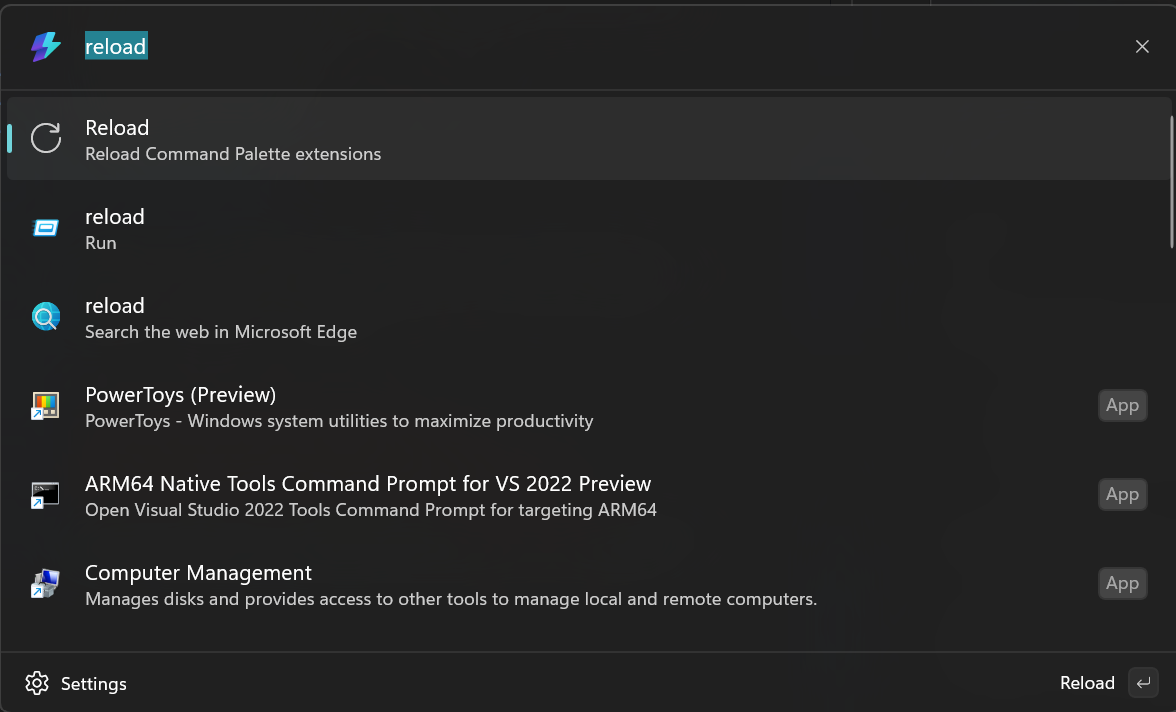 reload
Reload
Reload Command Palette extensions
reload
Run
reload
Search the web in Microsoft Edge
PowerToys (Preview)
PowerToys - Windows system utilities to maximize productivity
App
ARM64 Native Tools Command Prompt for VS 2022 Preview
Open Visual Studio 2022 Tools Command Prompt for targeting ARM64
App
Computer Management
Manages disks and provides access to other tools to manage local and remote computers.
App
Settings
Reload